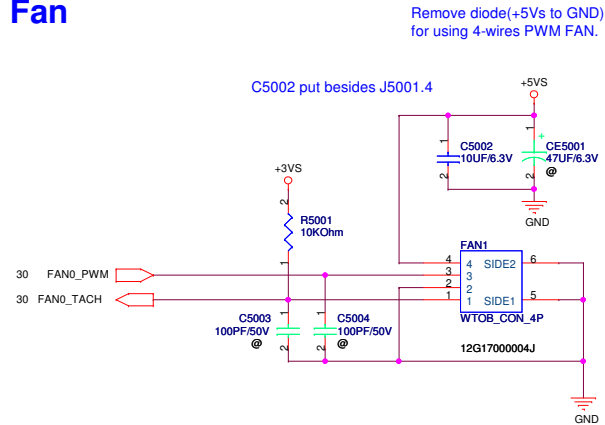 Fan
Remove diode(+5Vs to GND)
for using 4-wires PWM FAN.
C5002 put besides J5001.4
+5VS
1
1
+
C5002
10UF/6.3V
CE5001
47UF/6.3V
@
2
2
GND
+3VS
2
R5001
10KOhm
1
FAN1
4
4
SIDE2
6
3
3
2
2
1
1
SIDE1
5
WTOB_CON_4P
12G17000004J
30
FAN0_PWM
30
FAN0_TACH
1
1
C5003
100PF/50V
@
C5004
100PF/50V
@
2
2
GND